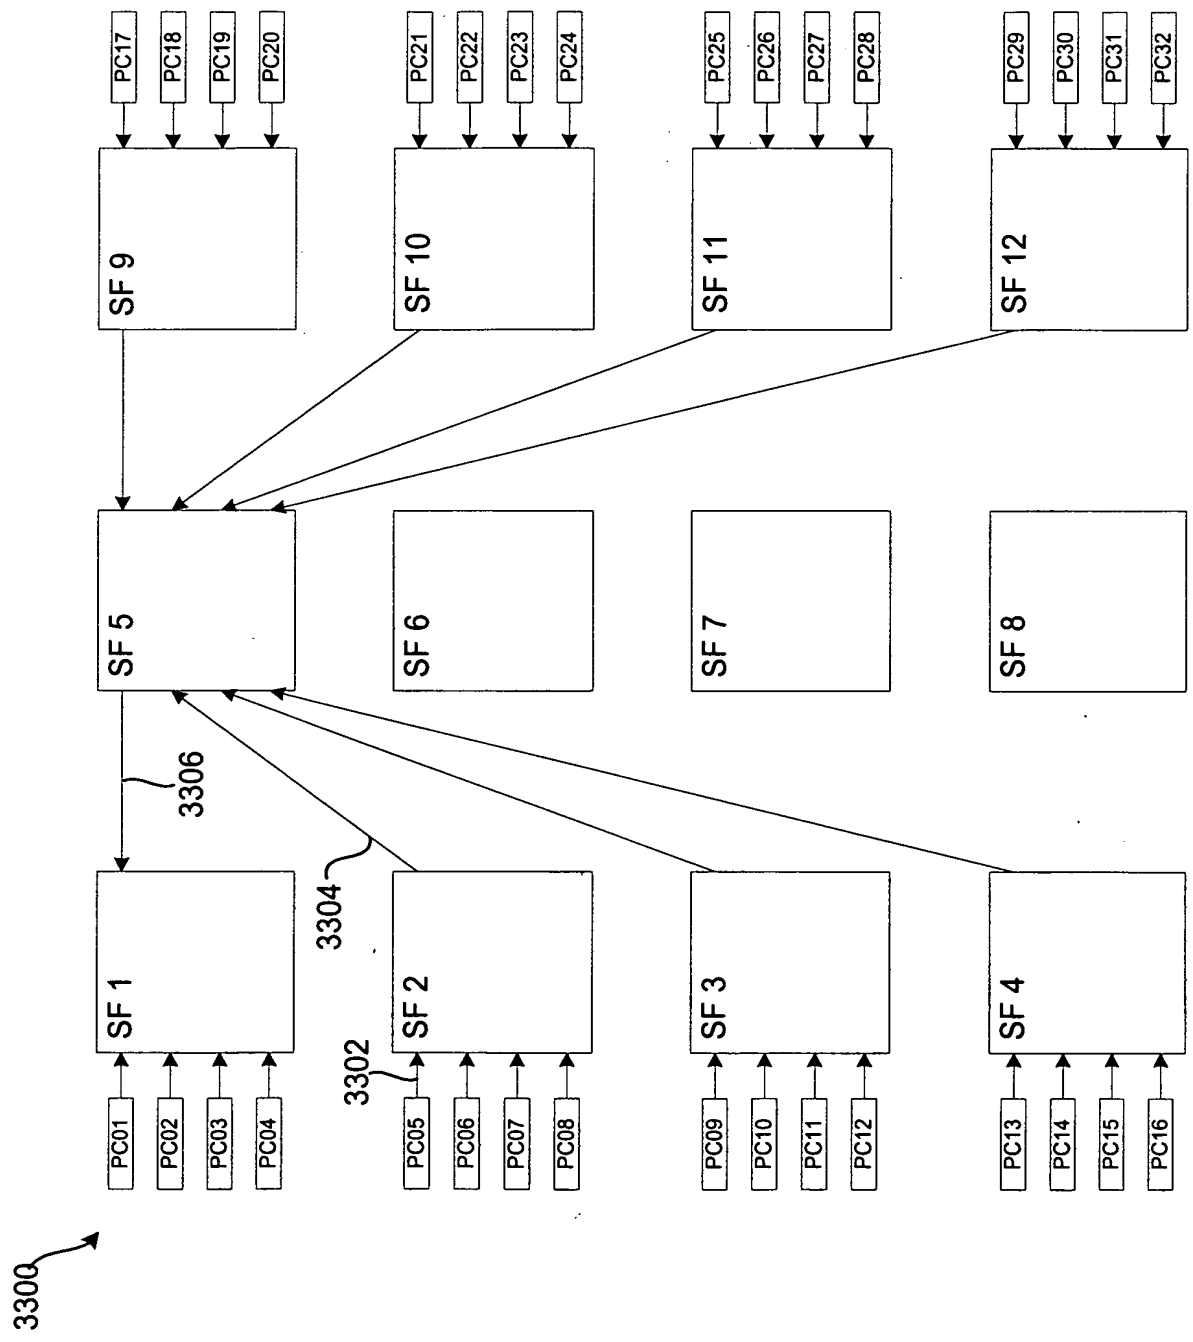 3300
PC01
PC02
PC03
PC04
SF 1
3306
SF 5
SF 9
PC17
PC18
PC19
PC20
3302
PC05
PC06
PC07
PC08
SF 2
3304
SF 6
SF 10
PC21
PC22
PC23
PC24
PC09
PC10
PC11
PC12
SF 3
SF 7
SF 11
PC25
PC26
PC27
PC28
PC13
PC14
PC15
PC16
SF 4
SF 8
SF 12
PC29
PC30
PC31
PC32